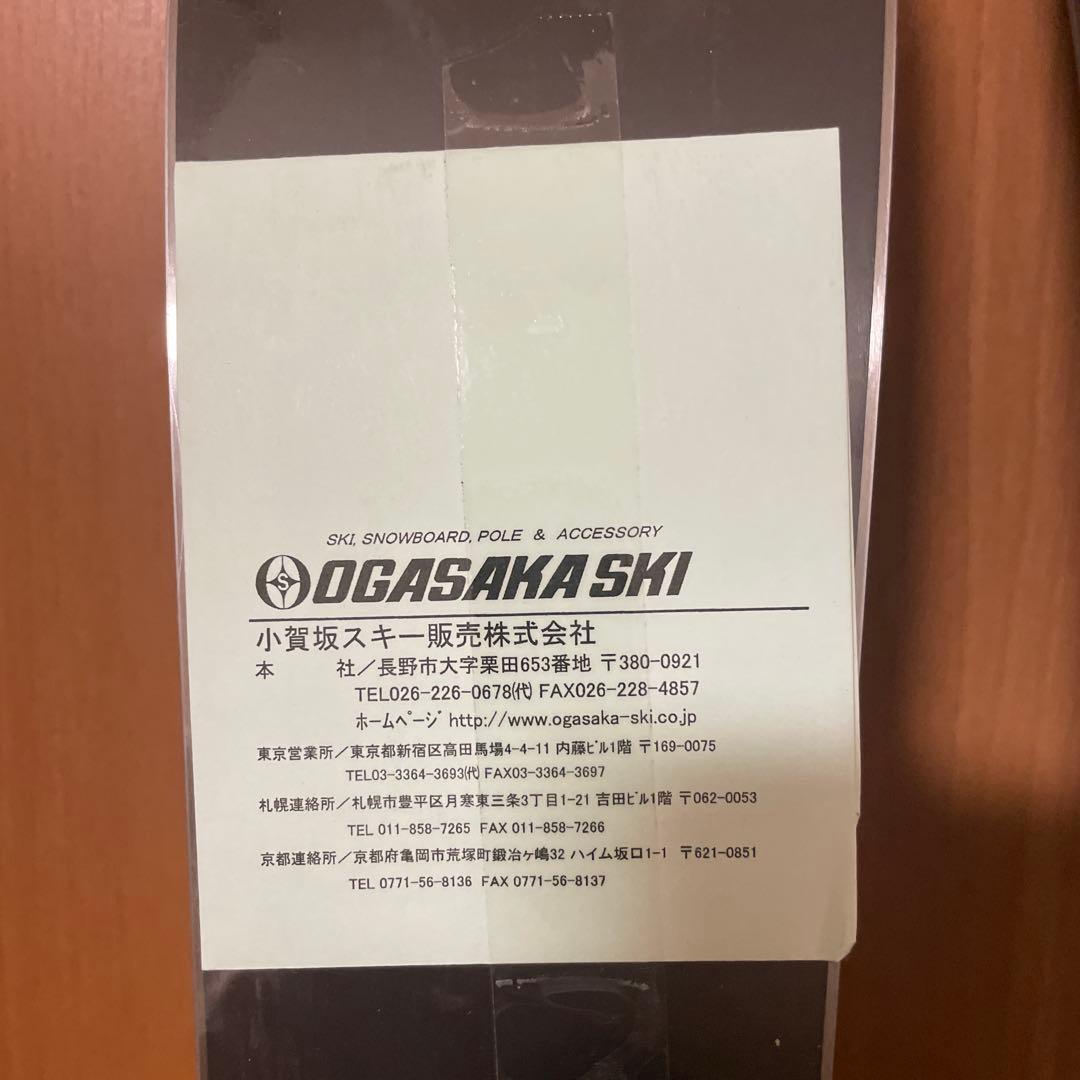 SKI, SNOWBOARD, POLE & ACCESSORY
S OGASAKA SKI
小賀坂スキー販売株式会社
本　　社／長野市大字栗田653番地 〒380-0921
TEL026-226-0678㈹ FAX026-228-4857
ホームページ http://www.ogasaka-ski.co.jp
東京営業所／東京都新宿区高田馬場4-4-11 内藤ビル1階 〒169-0075
TEL03-3364-3693㈹ FAX03-3364-3697
札幌連絡所／札幌市豊平区月寒東三条3丁目1-21 吉田ビル1階 〒062-0053
TEL 011-858-7265 FAX 011-858-7266
京都連絡所／京都府亀岡市荒塚町鍛冶ヶ嶋32 ハイム坂口1-1 〒621-0851
TEL 0771-56-8136 FAX 0771-56-8137